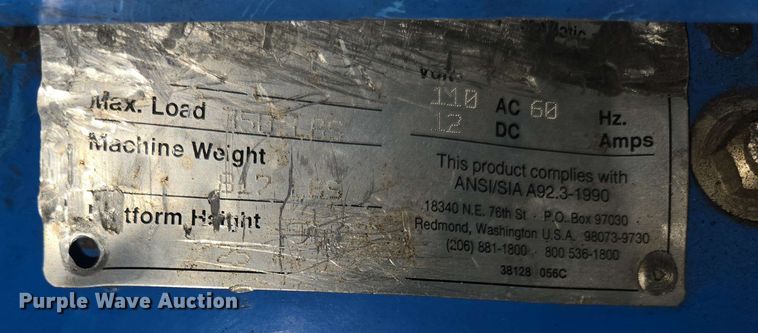 Max. Load
Machine Weight
Platform Height
110 AC 60 Hz.
12 DC Amps
This product complies with
ANSI/SIA A92.3-1990
18340 N.E. 76th St · P.O. Box 97030
Redmond, Washington U.S.A. 98073-9730
(206) 881-1800 · 800 536-1800
38128 056C
Purple Wave Auction